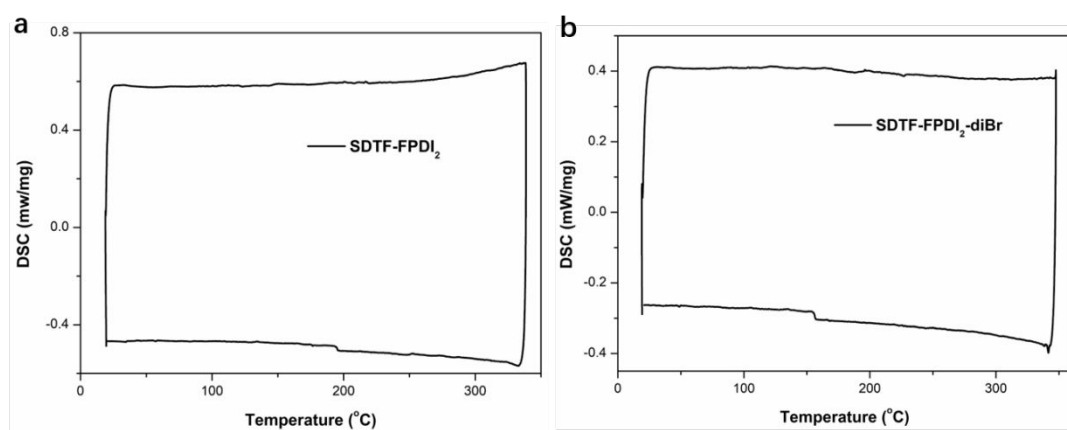 a
0.8
0.4
0.0
-0.4
DSC (mw/mg)
SDTF-FPDI₂
0
100
200
300
Temperature (°C)
b
0.4
0.2
0.0
-0.2
-0.4
DSC (mW/mg)
SDTF-FPDI₂-diBr
0
100
200
300
Temperature (°C)